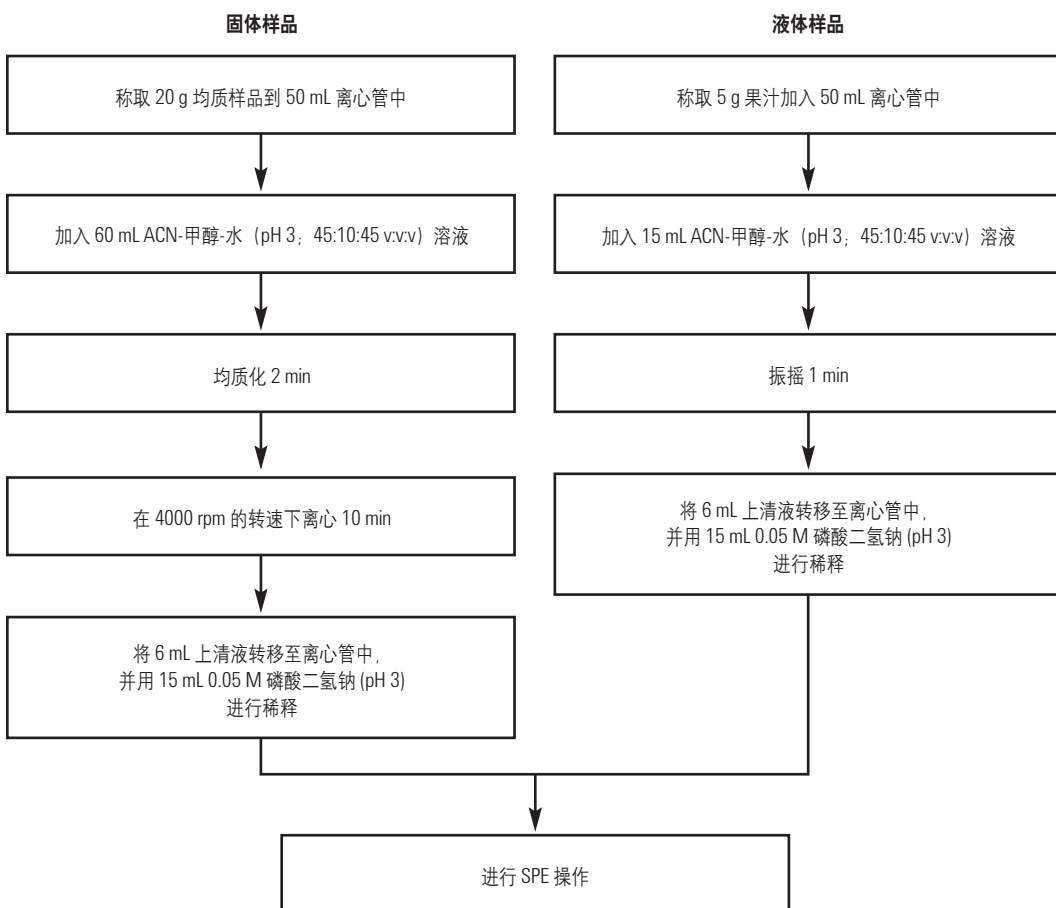 固体样品
称取 20 g 均质样品到 50 mL 离心管中
加入 60 mL ACN-甲醇-水（pH 3；45:10:45 v:v:v）溶液
均质化 2 min
在 4000 rpm 的转速下离心 10 min
将 6 mL 上清液转移至离心管中，
并用 15 mL 0.05 M 磷酸二氢钠 (pH 3)
进行稀释
液体样品
称取 5 g 果汁加入 50 mL 离心管中
加入 15 mL ACN-甲醇-水（pH 3；45:10:45 v:v:v）溶液
振摇 1 min
将 6 mL 上清液转移至离心管中，
并用 15 mL 0.05 M 磷酸二氢钠 (pH 3)
进行稀释
进行 SPE 操作